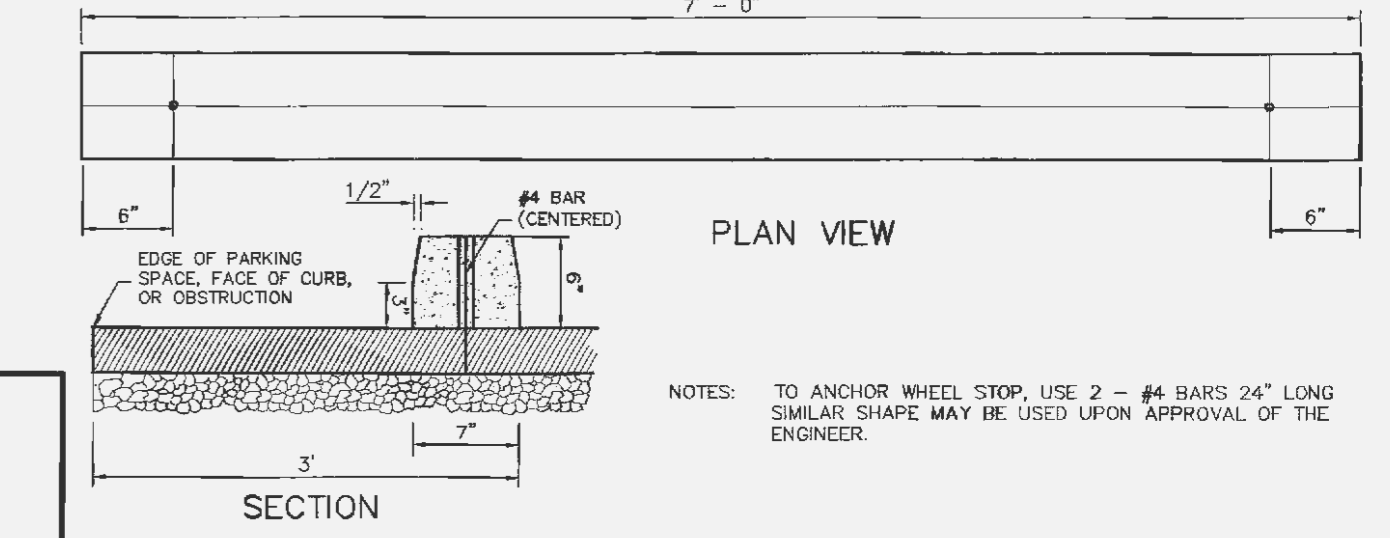 7' – 0"
6"
6"
PLAN VIEW
1/2"
#4 BAR
(CENTERED)
EDGE OF PARKING
SPACE, FACE OF CURB,
OR OBSTRUCTION
3"
6"
7"
3'
SECTION
NOTES: TO ANCHOR WHEEL STOP, USE 2 – #4 BARS 24" LONG
SIMILAR SHAPE MAY BE USED UPON APPROVAL OF THE
ENGINEER.